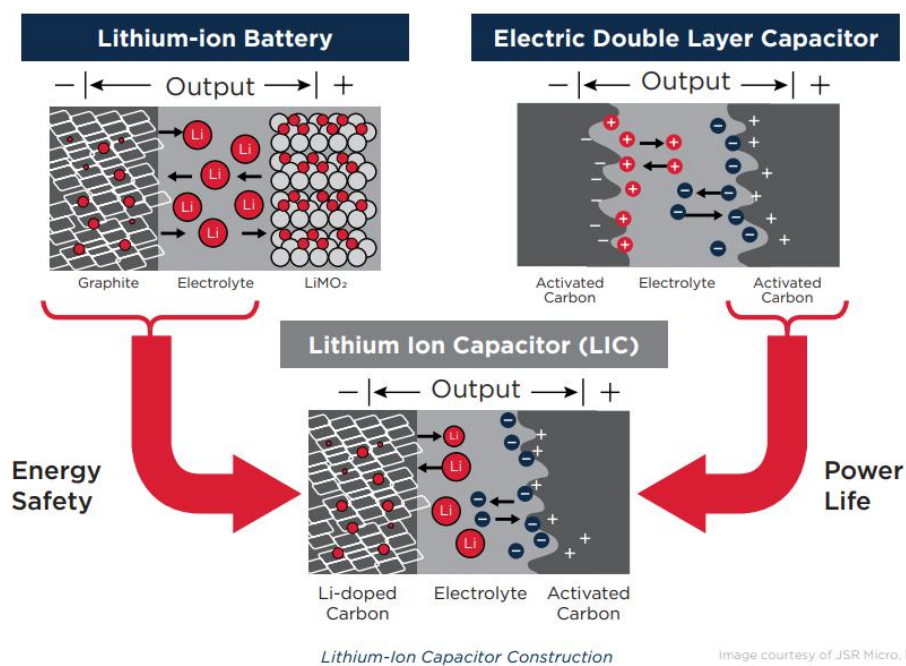 Lithium-ion Battery
− Output +
Li
Li
Li
Li
Li
Li
Graphite Electrolyte LiMO₂
Electric Double Layer Capacitor
− Output +
Activated
Carbon
Electrolyte
Activated
Carbon
Energy
Safety
Power
Life
Lithium Ion Capacitor (LIC)
− Output +
Li
Li
Li
Li
Li-doped
Carbon
Electrolyte
Activated
Carbon
Lithium-Ion Capacitor Construction
Image courtesy of JSR Micro,